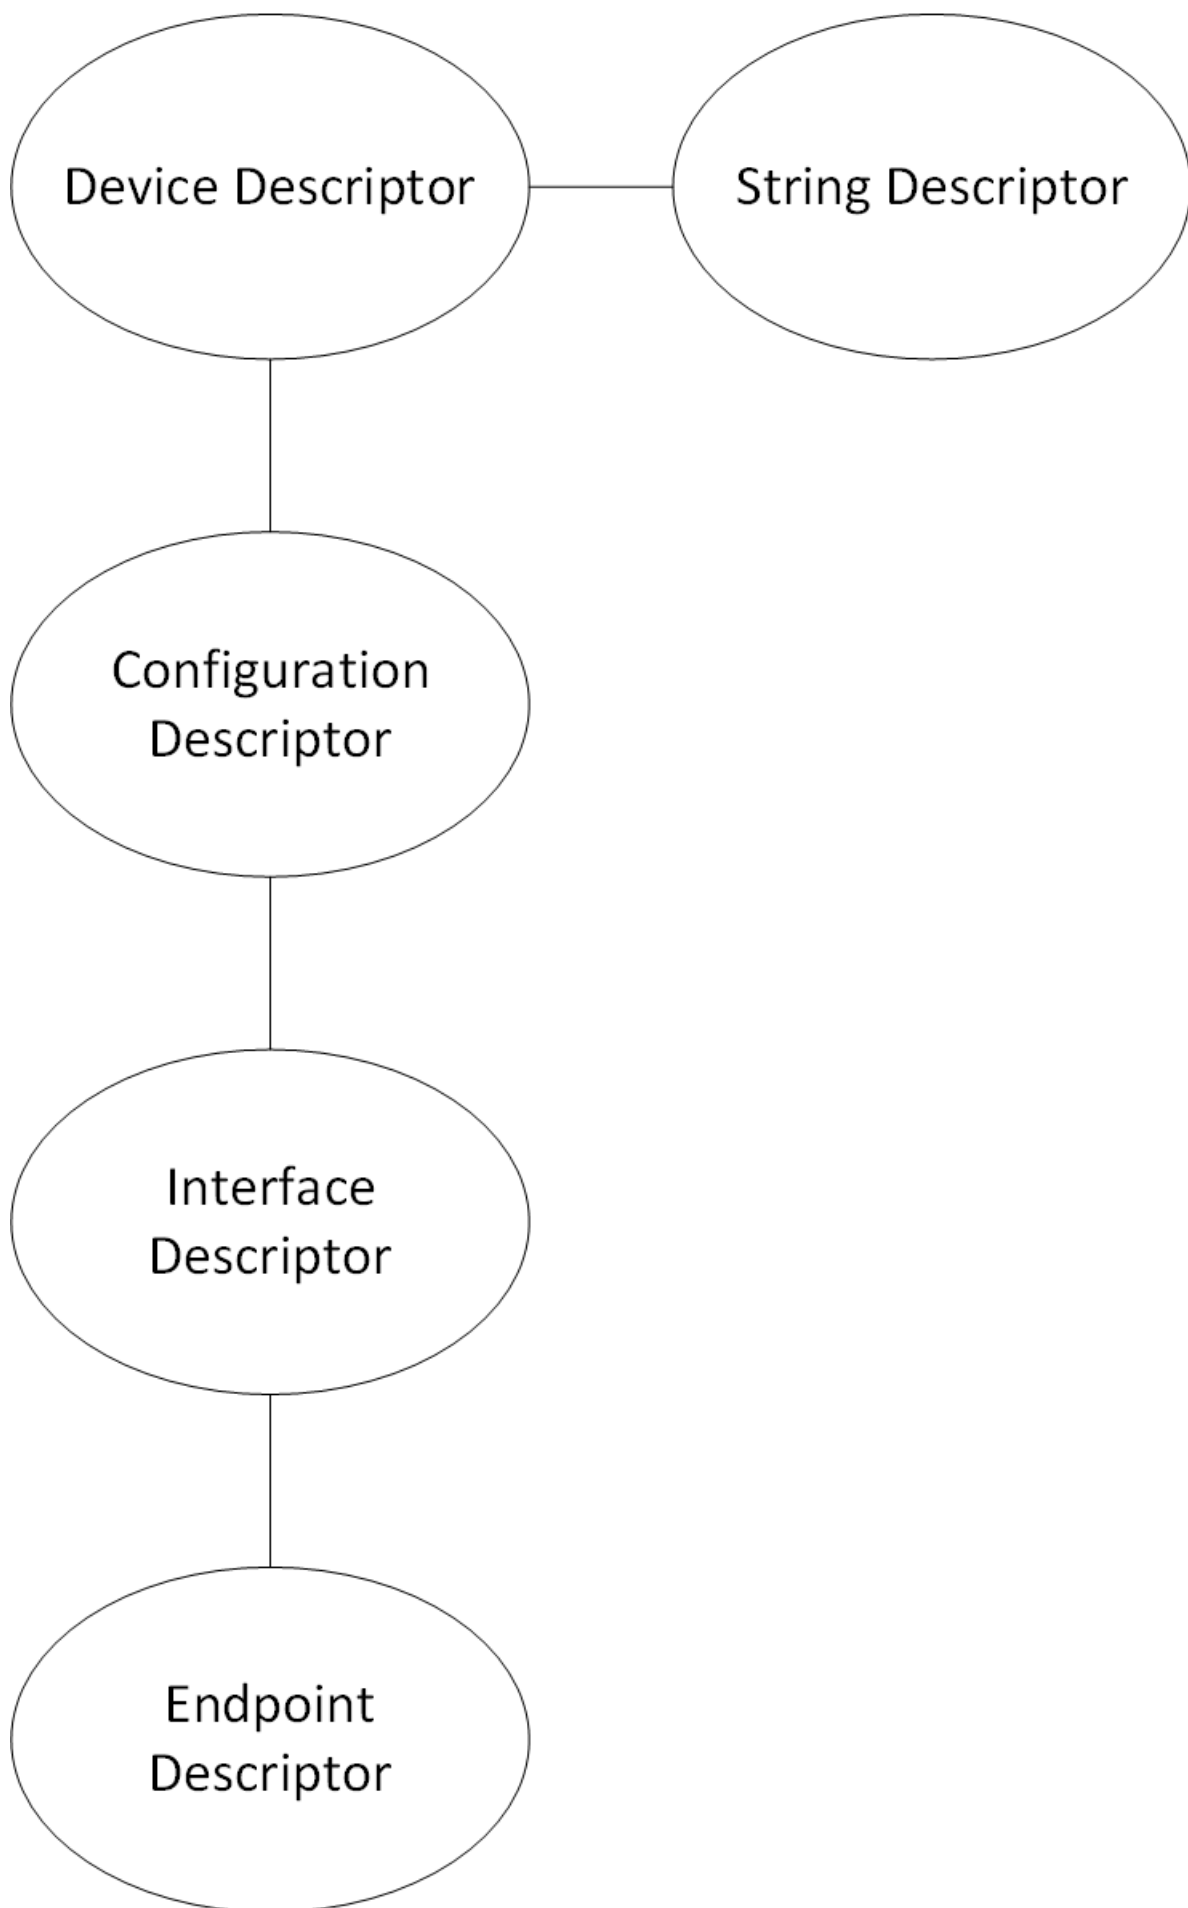 Device Descriptor
String Descriptor
Configuration
Descriptor
Interface
Descriptor
Endpoint
Descriptor